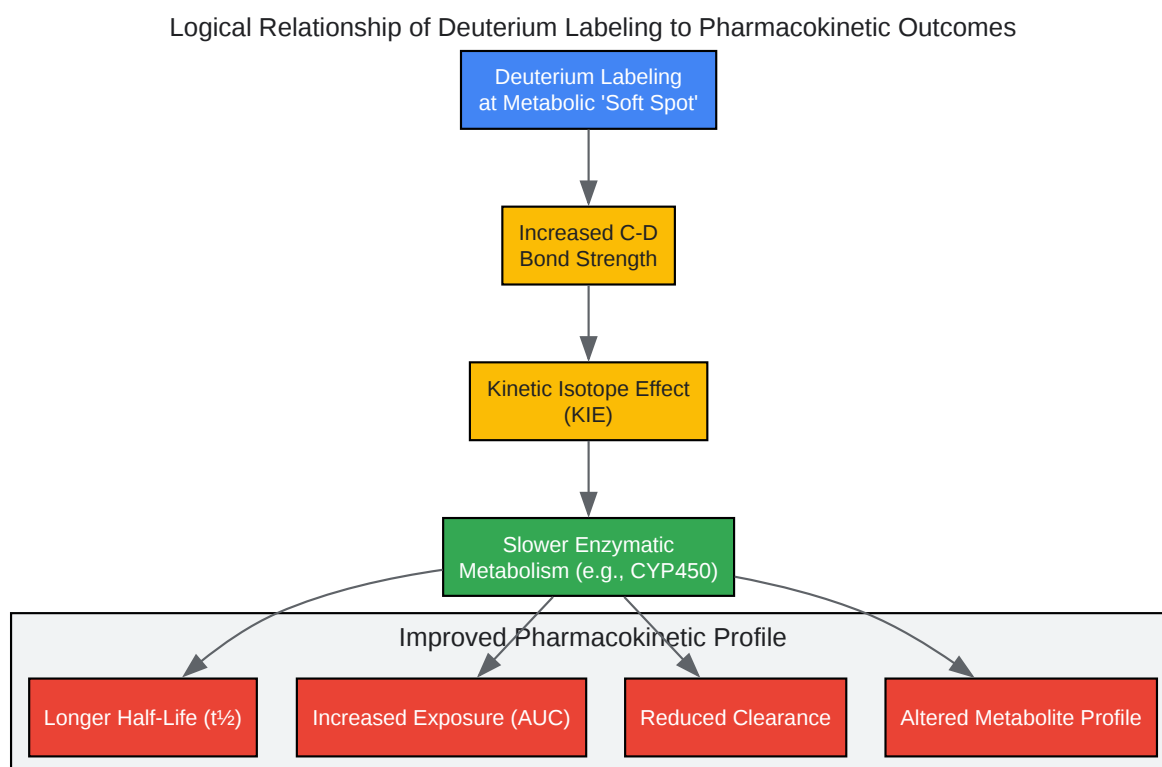 Logical Relationship of Deuterium Labeling to Pharmacokinetic Outcomes
Deuterium Labeling
at Metabolic 'Soft Spot'
Increased C-D
Bond Strength
Kinetic Isotope Effect
(KIE)
Slower Enzymatic
Metabolism (e.g., CYP450)
Improved Pharmacokinetic Profile
Longer Half-Life (t½)
Increased Exposure (AUC)
Reduced Clearance
Altered Metabolite Profile